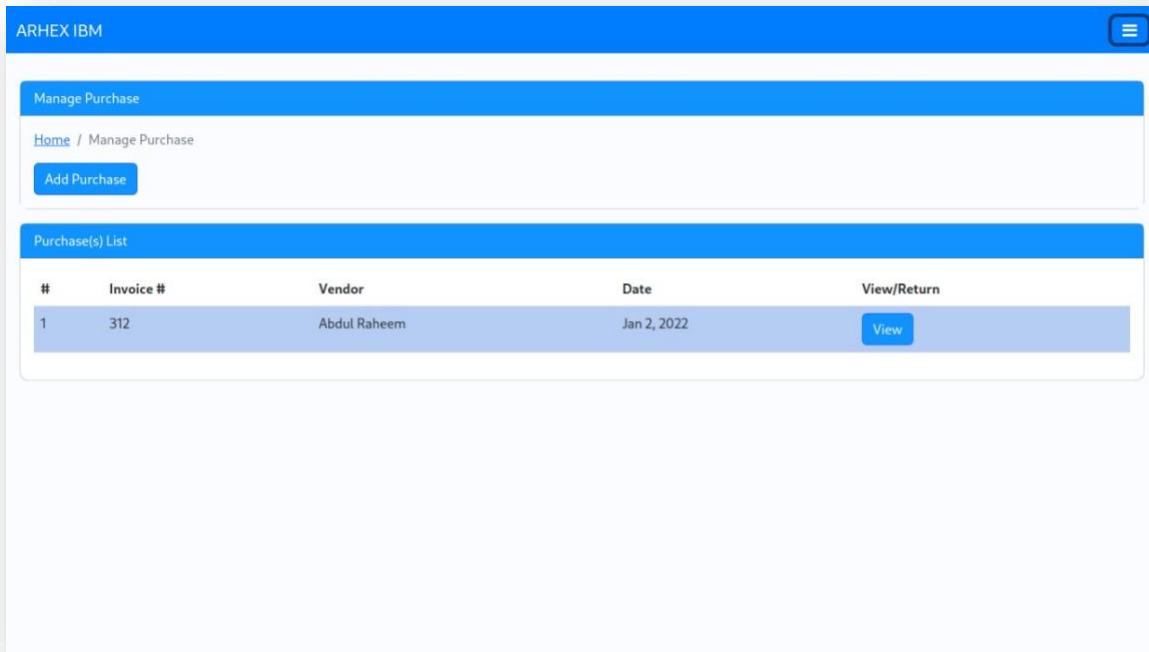 ARHEX IBM
Manage Purchase
Home / Manage Purchase
Add Purchase
Purchase(s) List
# Invoice # Vendor Date View/Return
1 312 Abdul Raheem Jan 2, 2022 View